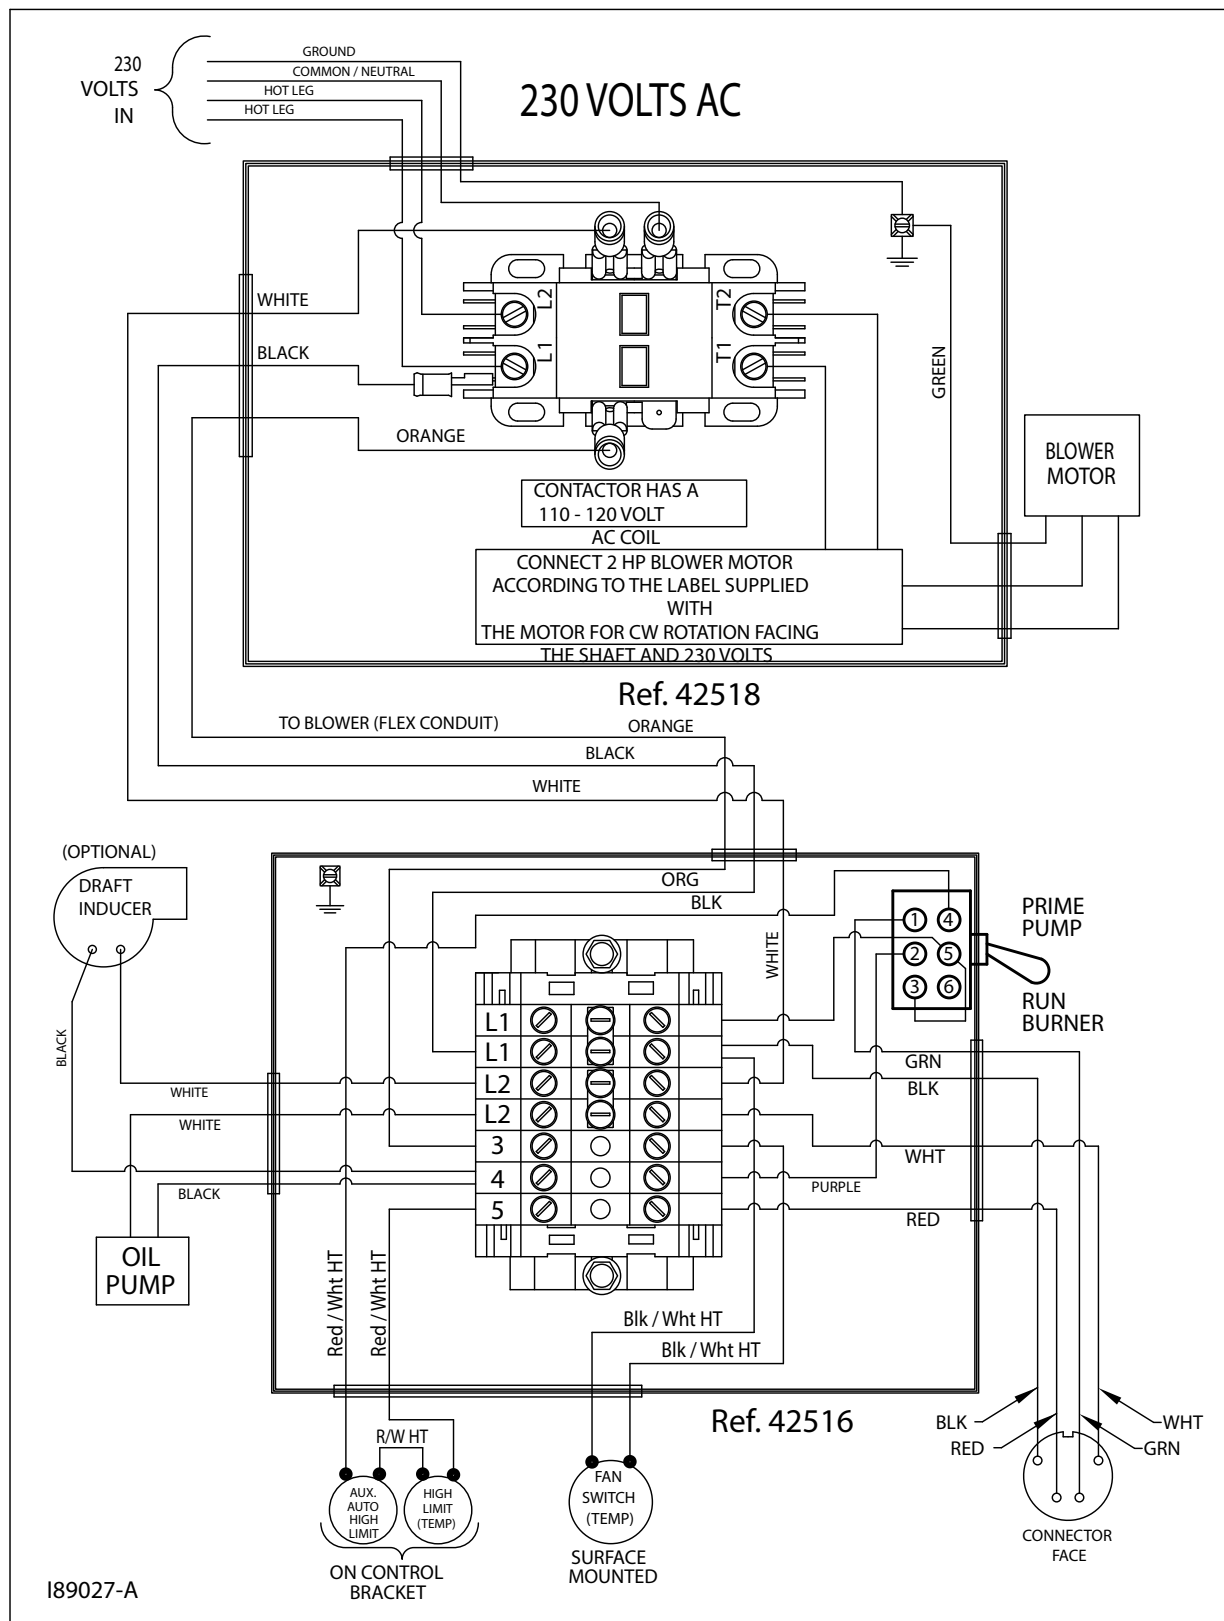 GROUND
COMMON / NEUTRAL
HOT LEG
HOT LEG
230
VOLTS
IN
230 VOLTS AC
WHITE
BLACK
ORANGE
L2
L1
T2
T1
GREEN
BLOWER
MOTOR
CONTACTOR HAS A
110 - 120 VOLT
AC COIL
CONNECT 2 HP BLOWER MOTOR
ACCORDING TO THE LABEL SUPPLIED
WITH
THE MOTOR FOR CW ROTATION FACING
THE SHAFT AND 230 VOLTS
Ref. 42518
TO BLOWER (FLEX CONDUIT)
ORANGE
BLACK
WHITE
(OPTIONAL)
DRAFT
INDUCER
ORG
BLK
WHITE
1
4
2
5
3
6
PRIME
PUMP
RUN
BURNER
BLACK
WHITE
WHITE
BLACK
OIL
PUMP
L1
L1
L2
L2
3
4
5
GRN
BLK
WHT
PURPLE
RED
Red / Wht HT
Red / Wht HT
Blk / Wht HT
Blk / Wht HT
Ref. 42516
R/W HT
AUX.
AUTO
HIGH
LIMIT
HIGH
LIMIT
(TEMP)
ON CONTROL
BRACKET
FAN
SWITCH
(TEMP)
SURFACE
MOUNTED
BLK
RED
WHT
GRN
CONNECTOR
FACE
I89027-A